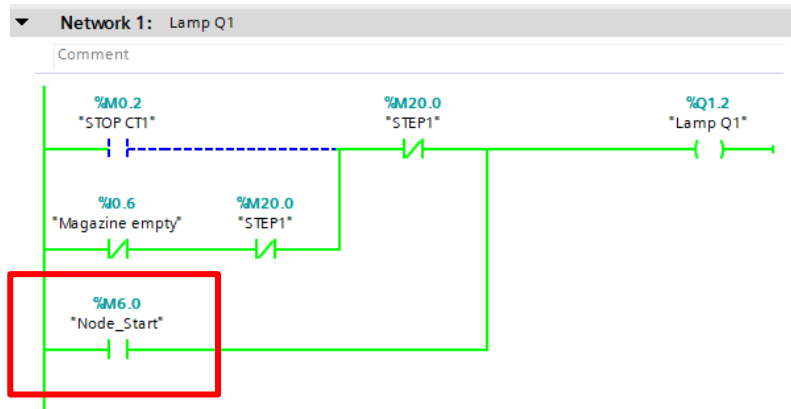 Network 1: Lamp Q1
Comment
%M0.2 %M20.0 %Q1.2
"STOP CT1" "STEP1" "Lamp Q1"
%I0.6 %M20.0
"Magazine empty" "STEP1"
%M6.0
"Node_Start"